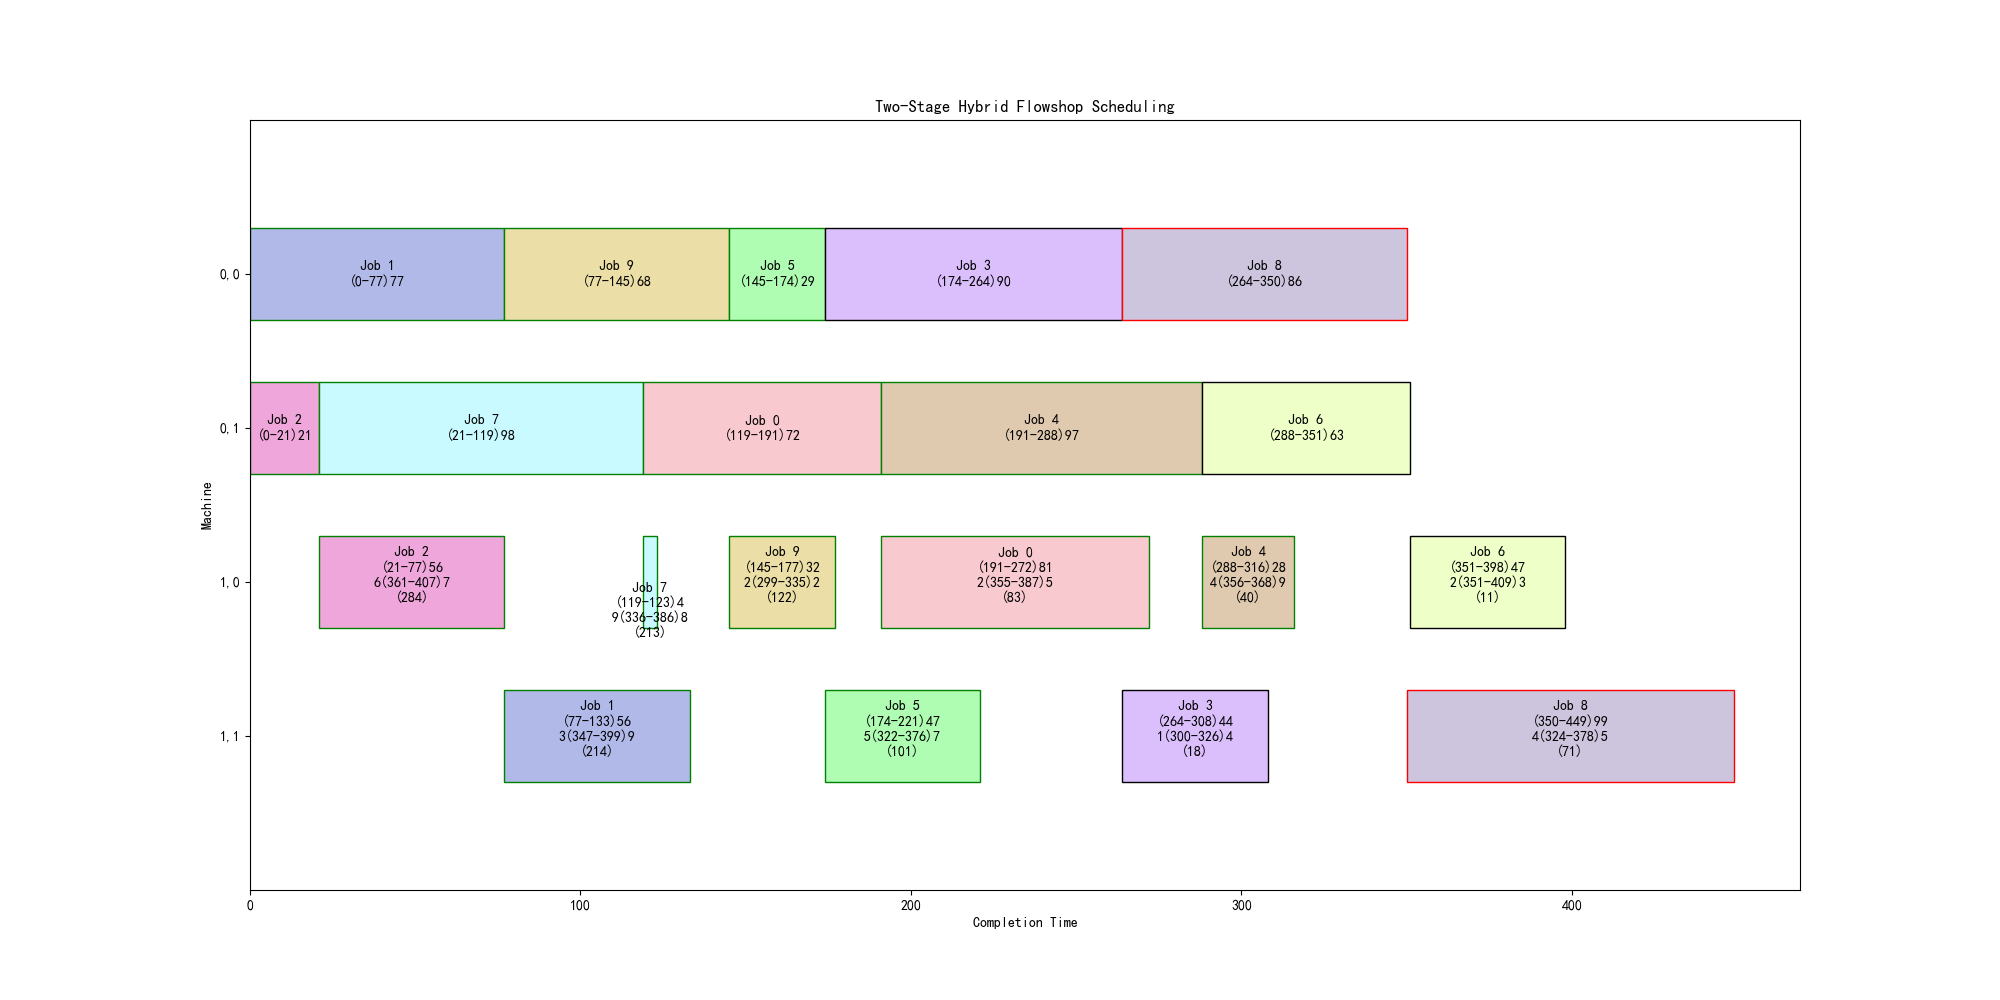 Two-Stage Hybrid Flowshop Scheduling
Machine
0,0
Job 1
(0-77)77
Job 9
(77-145)68
Job 5
(145-174)29
Job 3
(174-264)90
Job 8
(264-350)86
0,1
Job 2
(0-21)21
Job 7
(21-119)98
Job 0
(119-191)72
Job 4
(191-288)97
Job 6
(288-351)63
1,0
Job 2
(21-77)56
6(361-407)7
(284)
Job 7
(119-123)4
9(336-386)8
(213)
Job 9
(145-177)32
2(299-335)2
(122)
Job 0
(191-272)81
2(355-387)5
(83)
Job 4
(288-316)28
4(356-368)9
(40)
Job 6
(351-398)47
2(351-409)3
(11)
1,1
Job 1
(77-133)56
3(347-399)9
(214)
Job 5
(174-221)47
5(322-376)7
(101)
Job 3
(264-308)44
1(300-326)4
(18)
Job 8
(350-449)99
4(324-378)5
(71)
0
100
200
300
400
Completion Time